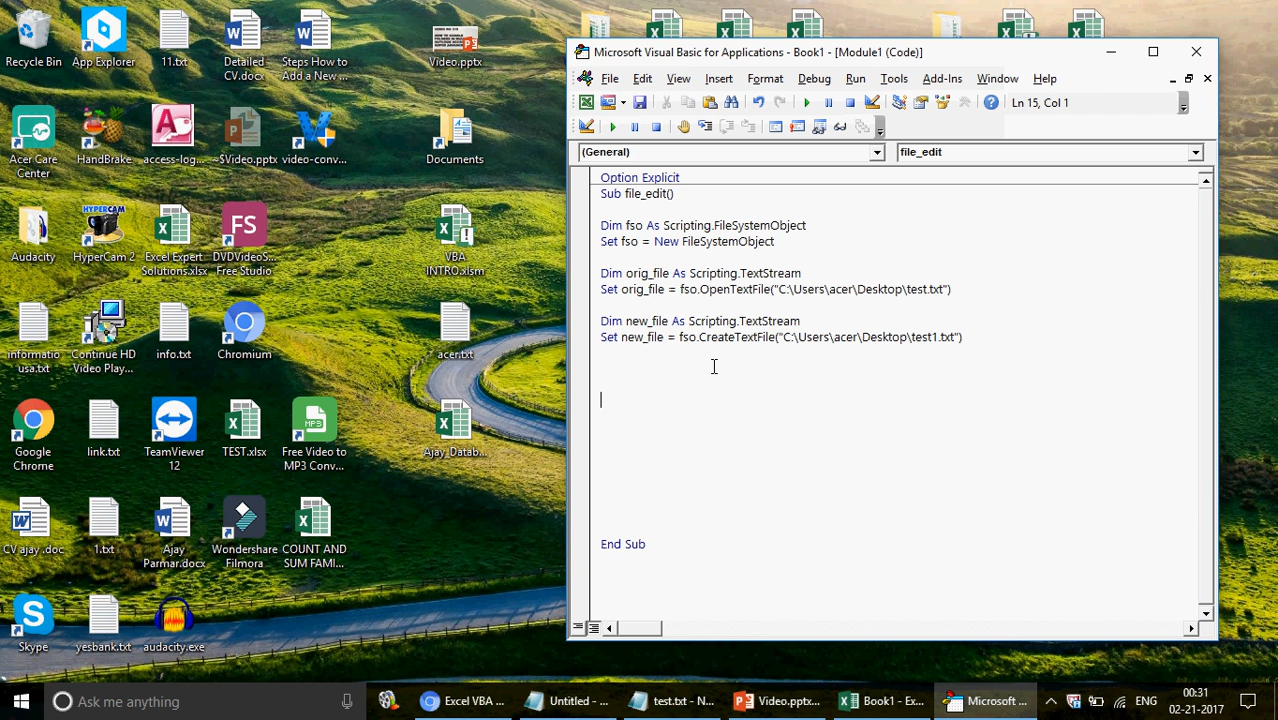 Recycle Bin
App Explorer
11.txt
Detailed
CV.docx
Steps How to
Add a New ...
Video.pptx
Acer Care
Center
HandBrake
access-log...
~$Video.pptx
video-conv...
Documents
HYPERCAM
FS
Audacity
HyperCam 2
Excel Expert
Solutions.xlsx
DVDVideoS...
Free Studio
VBA
INTRO.xlsm
informatio
usa.txt
Continue HD
Video Play...
info.txt
Chromium
acer.txt
MP3
Google
Chrome
link.txt
TeamViewer
12
TEST.xlsx
Free Video to
MP3 Conv...
Ajay_Datab...
CV ajay .doc
1.txt
Ajay
Parmar.docx
Wondershare
Filmora
COUNT AND
SUM FAMI...
Skype
yesbank.txt
audacity.exe
Microsoft Visual Basic for Applications - Book1 - [Module1 (Code)]
File Edit View Insert Format Debug Run Tools Add-Ins Window Help
Ln 15, Col 1
(General)
file_edit
Option Explicit
Sub file_edit()
Dim fso As Scripting.FileSystemObject
Set fso = New FileSystemObject
Dim orig_file As Scripting.TextStream
Set orig_file = fso.OpenTextFile("C:\Users\acer\Desktop\test.txt")
Dim new_file As Scripting.TextStream
Set new_file = fso.CreateTextFile("C:\Users\acer\Desktop\test1.txt")
End Sub
Ask me anything
Excel VBA ...
Untitled - ...
test.txt - N...
Video.pptx...
Book1 - Ex...
Microsoft ...
ENG
00:31
02-21-2017